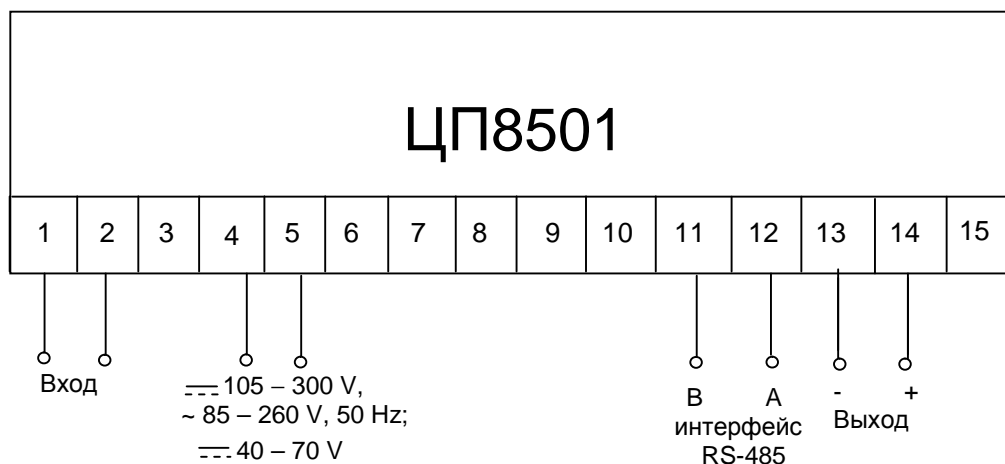 ЦП8501
1 2 3 4 5 6 7 8 9 10 11 12 13 14 15
Вход
⎓ 105 – 300 V,
~ 85 – 260 V, 50 Hz;
⎓ 40 – 70 V
B A
интерфейс
RS-485
- +
Выход